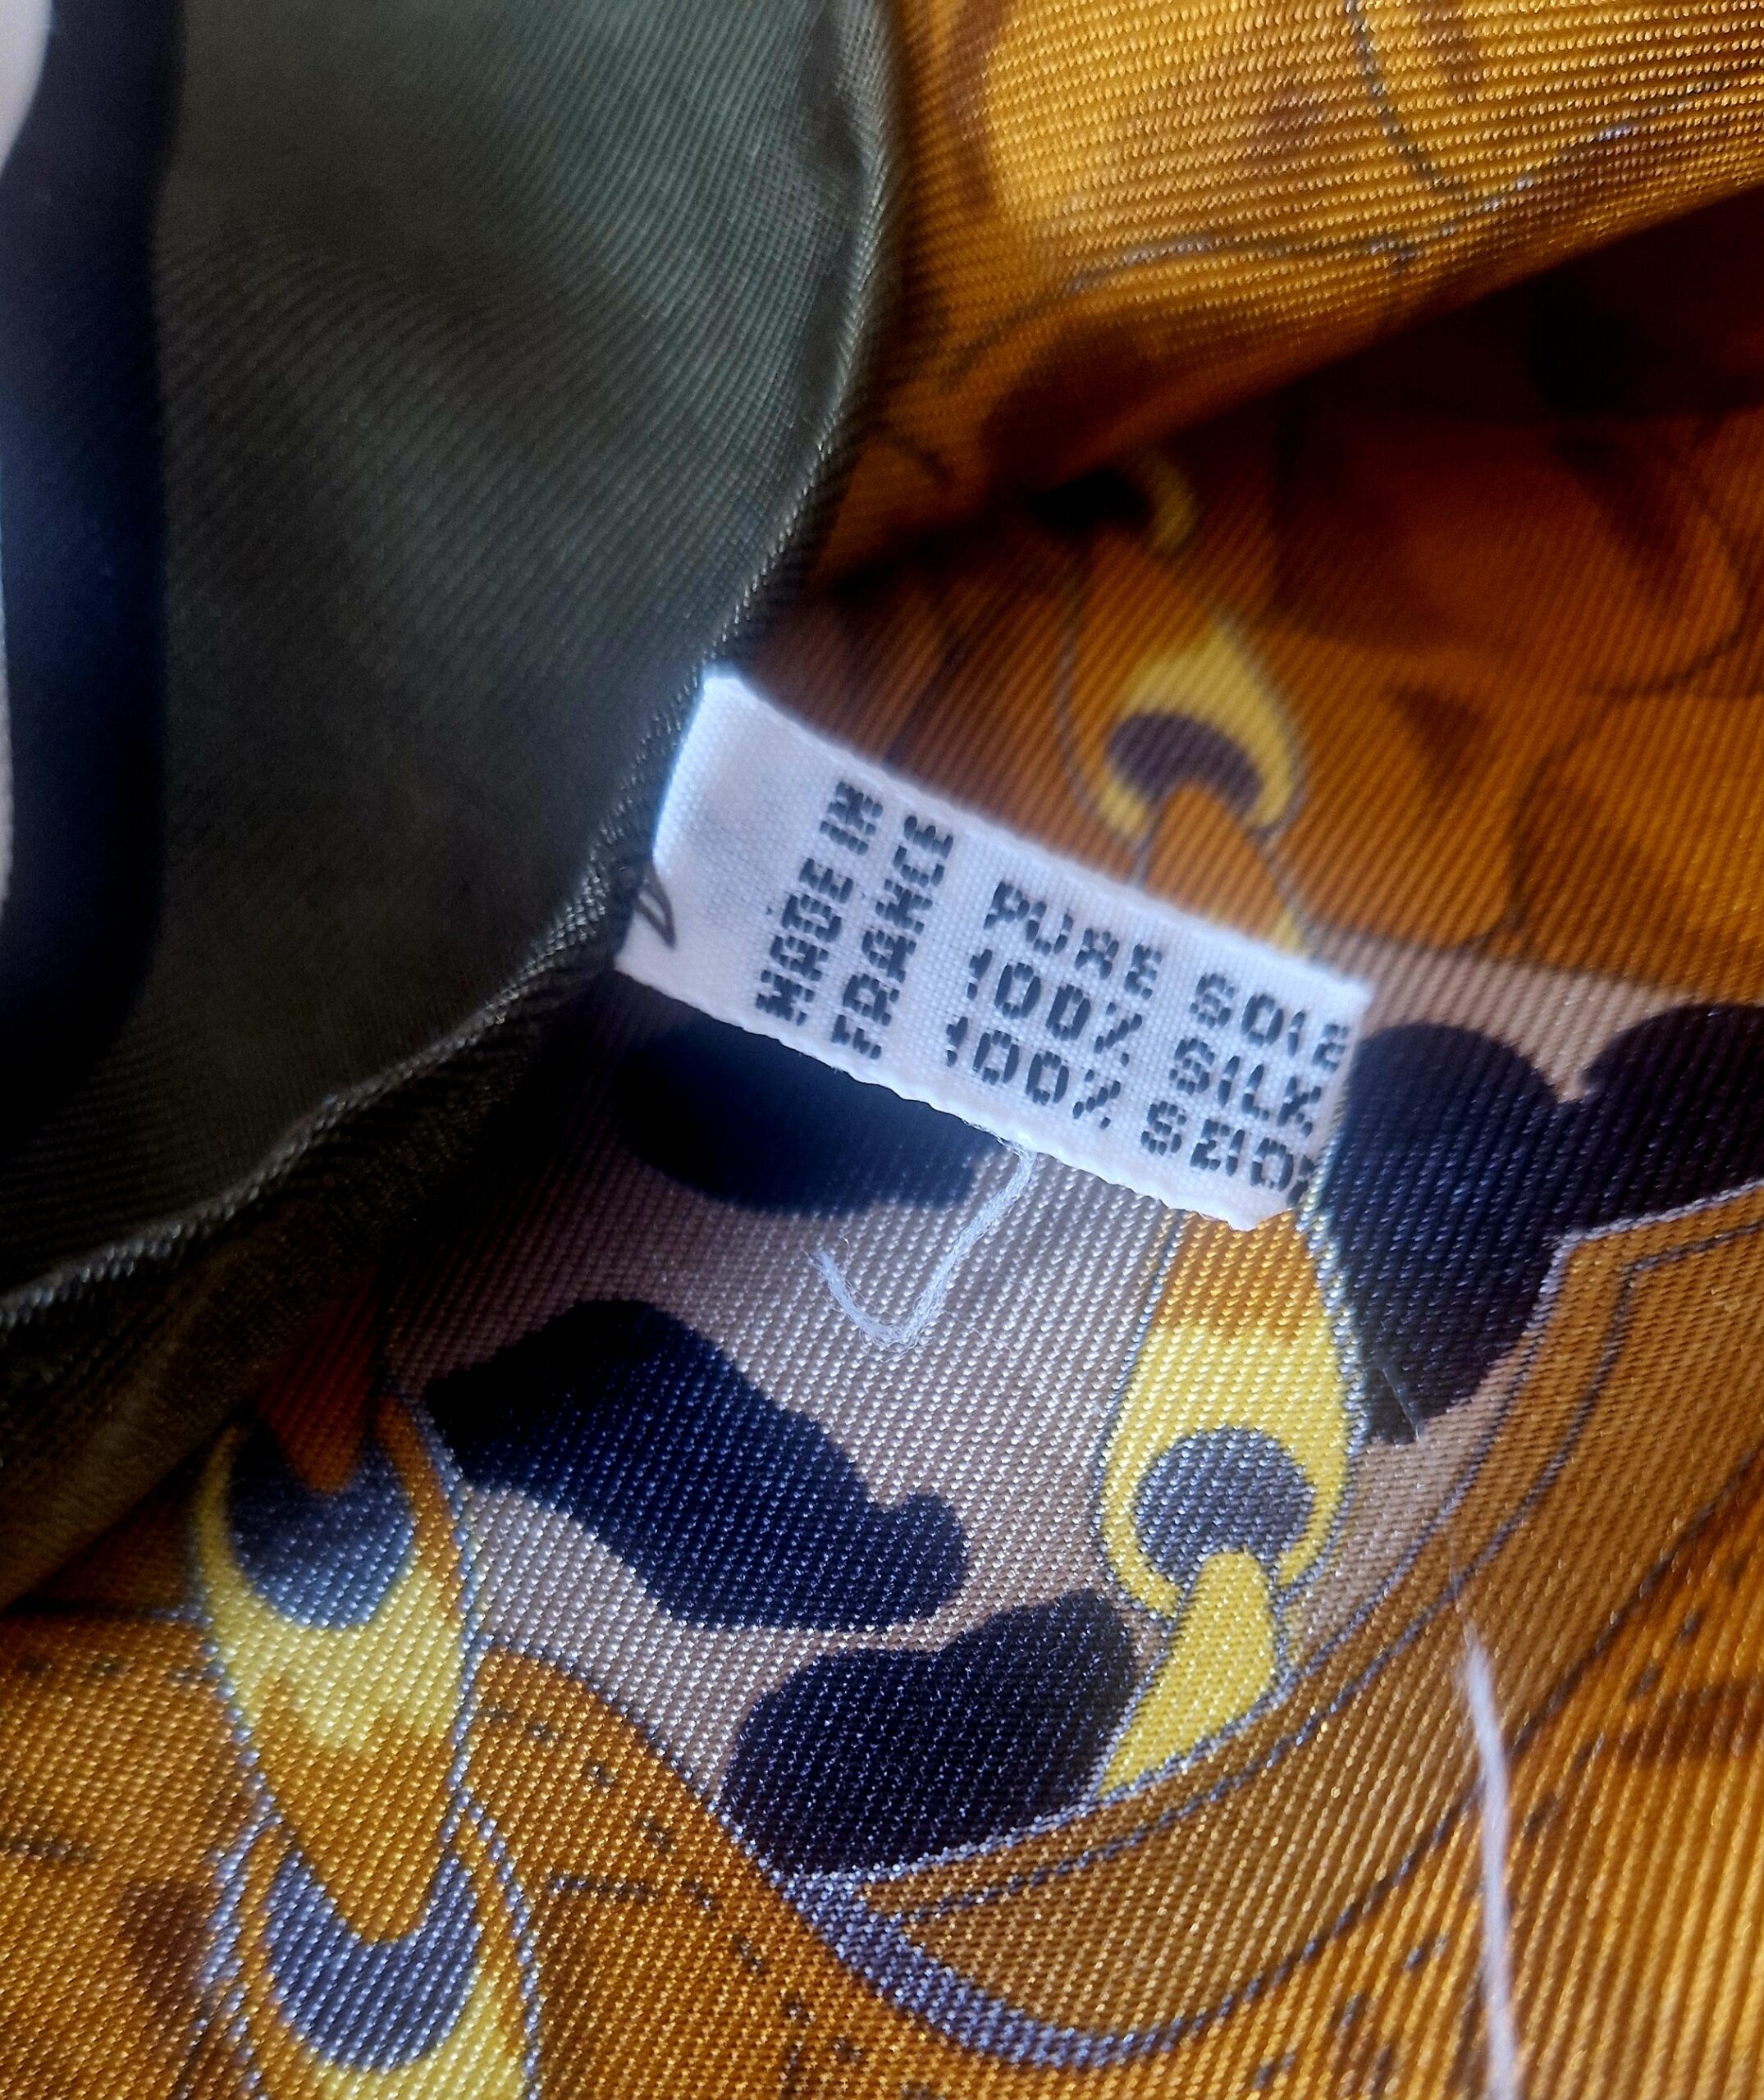 MADE IN
FRANCE
PURE SOIE
100% SILK
100% SEIDE